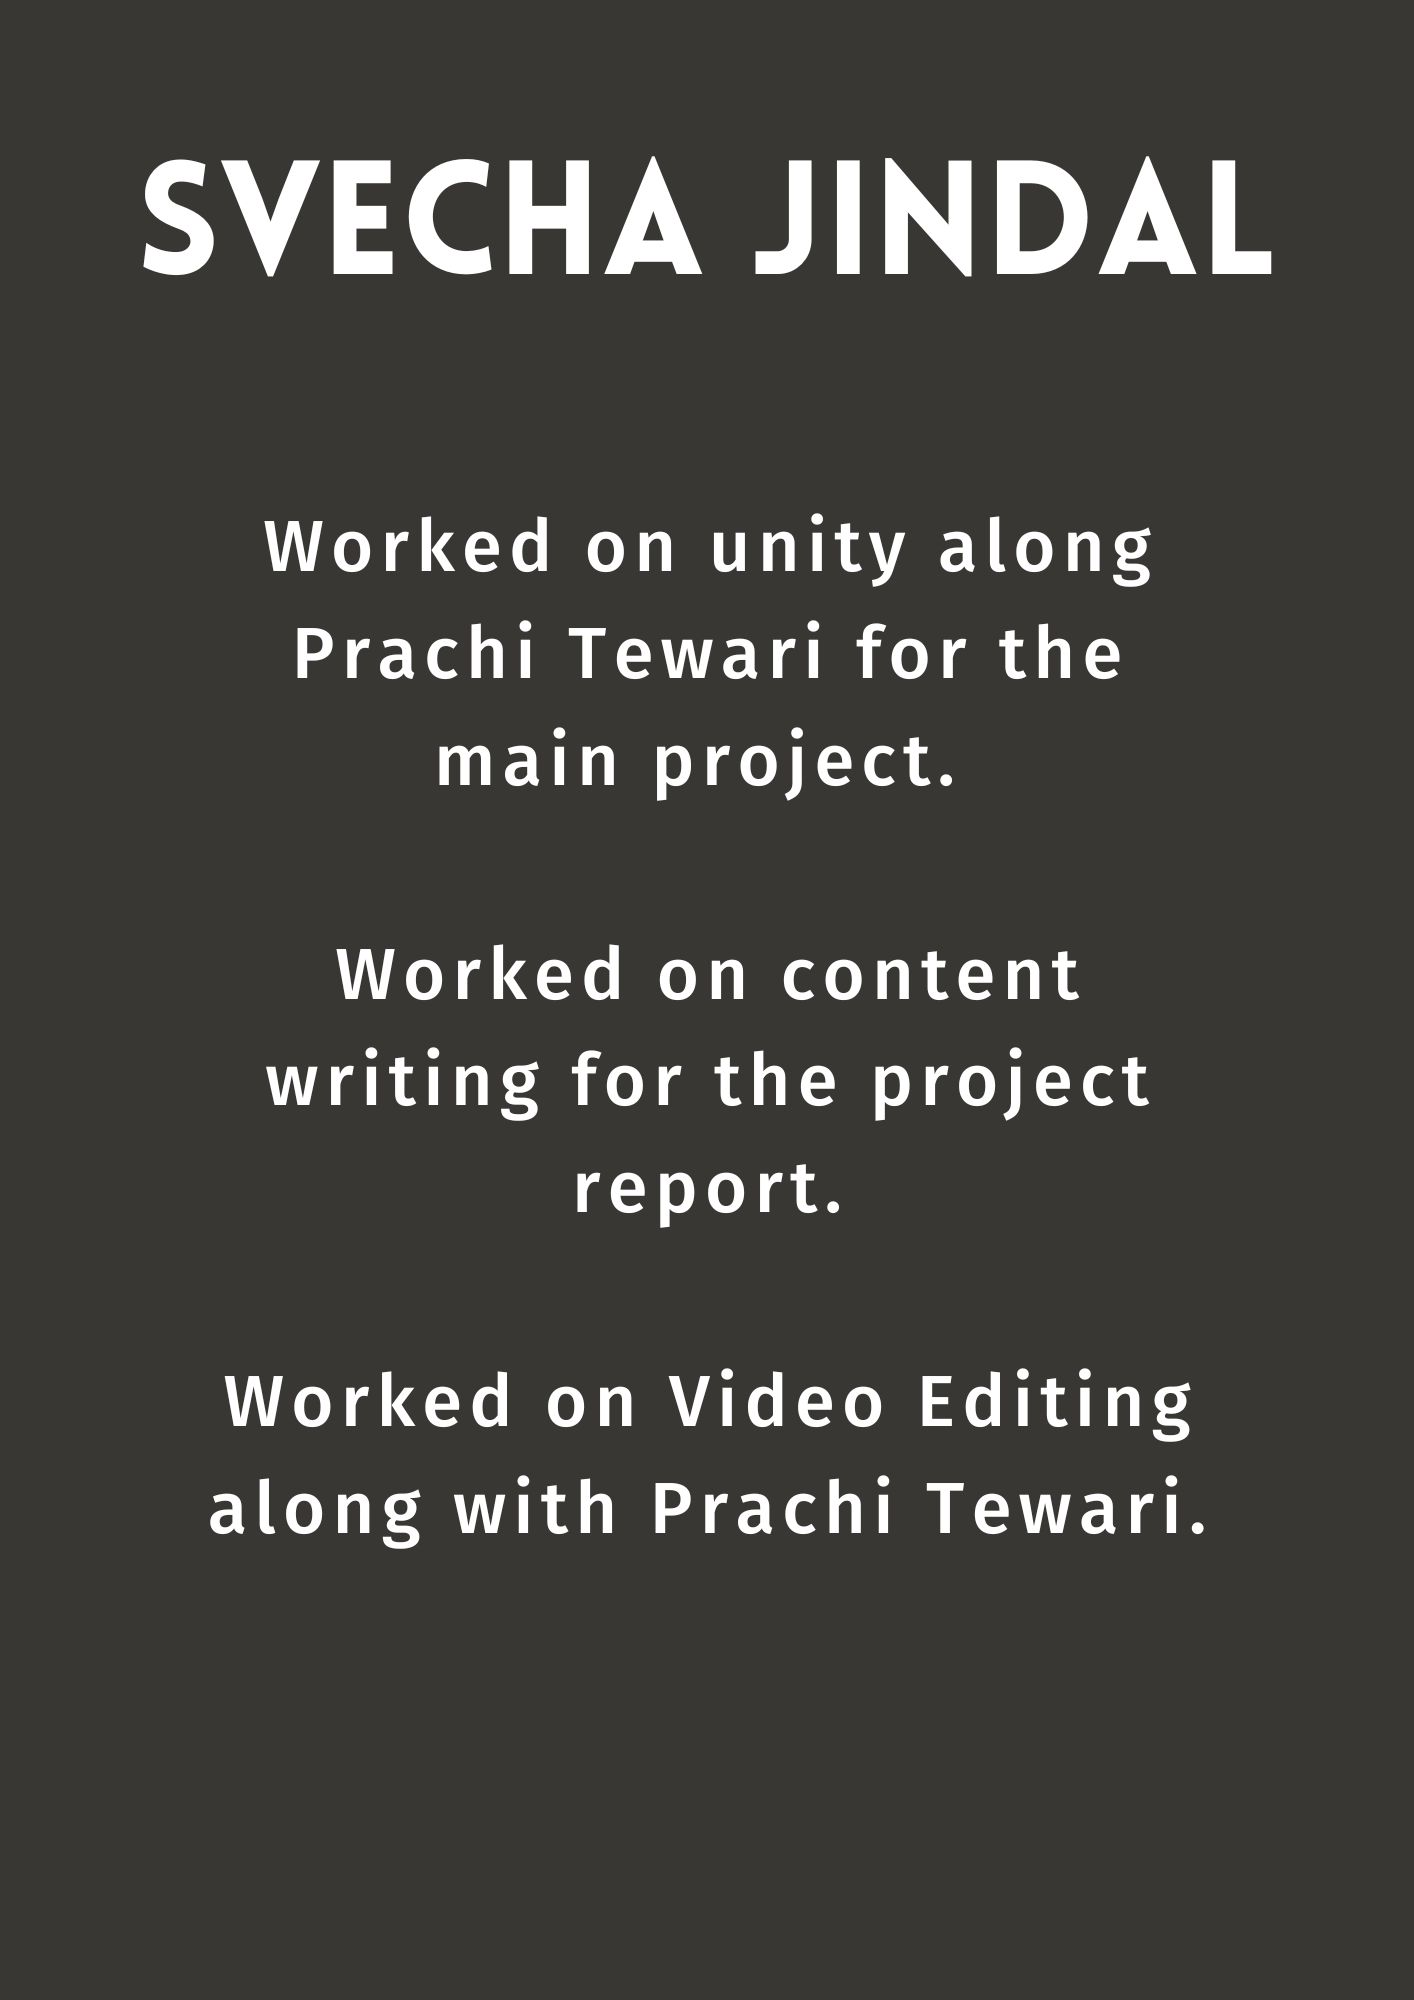 SVECHA JINDAL
Worked on unity along
Prachi Tewari for the
main project.
Worked on content
writing for the project
report.
Worked on Video Editing
along with Prachi Tewari.